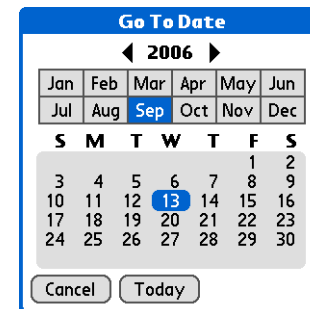 Go To Date
2006
Jan Feb Mar Apr May Jun
Jul Aug Sep Oct Nov Dec
S M T W T F S
1 2
3 4 5 6 7 8 9
10 11 12 13 14 15 16
17 18 19 20 21 22 23
24 25 26 27 28 29 30
Cancel Today